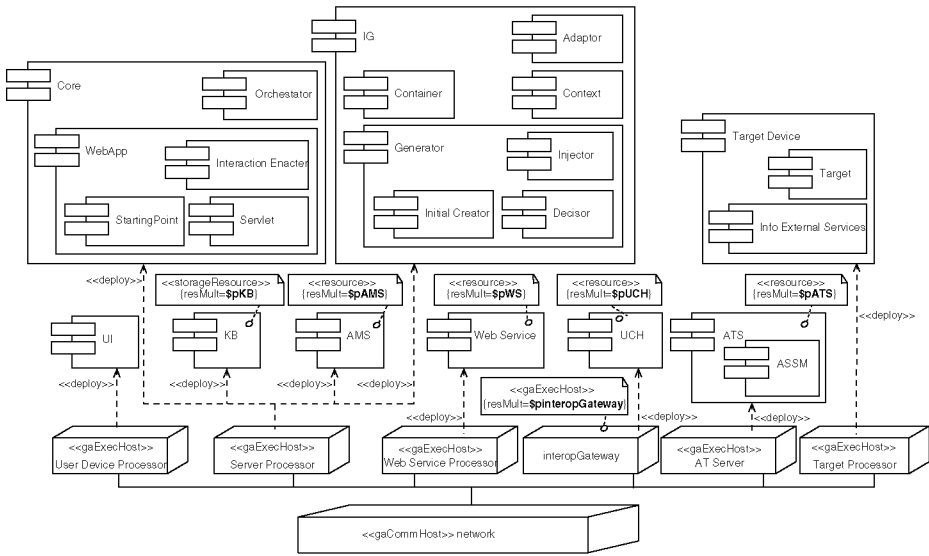 IG
Adaptor
Core
Orchestator
Container
Context
WebApp
Interaction Enacter
Generator
Injector
Target Device
Target
StartingPoint
Servlet
Initial Creator
Decisor
Info External Services
<<deploy>>
<<storageResource>>
{resMult=$pKB}
<<resource>>
{resMult=$pAMS}
<<resource>>
{resMult=$pWS}
<<resource>>
{resMult=$pUCH}
<<resource>>
{resMult=$pATS}
<<deploy>>
UI
KB
AMS
Web Service
UCH
ATS
ASSM
<<deploy>>
<<deploy>>
<<deploy>>
<<deploy>>
<<gaExecHost>>
{resMult=$pinteropGateway}
<<deploy>>
<<deploy>>
<<deploy>>
<<gaExecHost>>
User Device Processor
<<gaExecHost>>
Server Processor
<<gaExecHost>>
Web Service Processor
interopGateway
<<gaExecHost>>
AT Server
<<gaExecHost>>
Target Processor
<<gaCommHost>> network